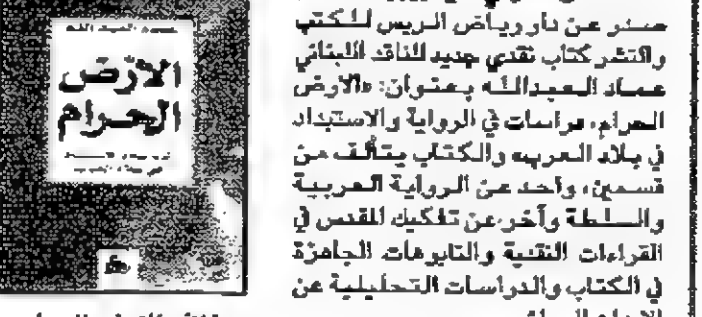 الأرض
الحرام
صدر عن دار رياض الريس للكتب
والنشر كتاب نقدي جديد للناقد اللبناني
عماد العبدالله بعنوان: «الأرض
الحرام، دراسات في الرواية والاستبداد
في بلاد العرب» والكتاب يتألف من
قسمين، واحد عن الرواية العربية
والسلطة وآخر عن تفكيك المقدس في
القراءات النقدية والتابوهات الجاهزة
في الكتاب والدراسات التحليلية عن